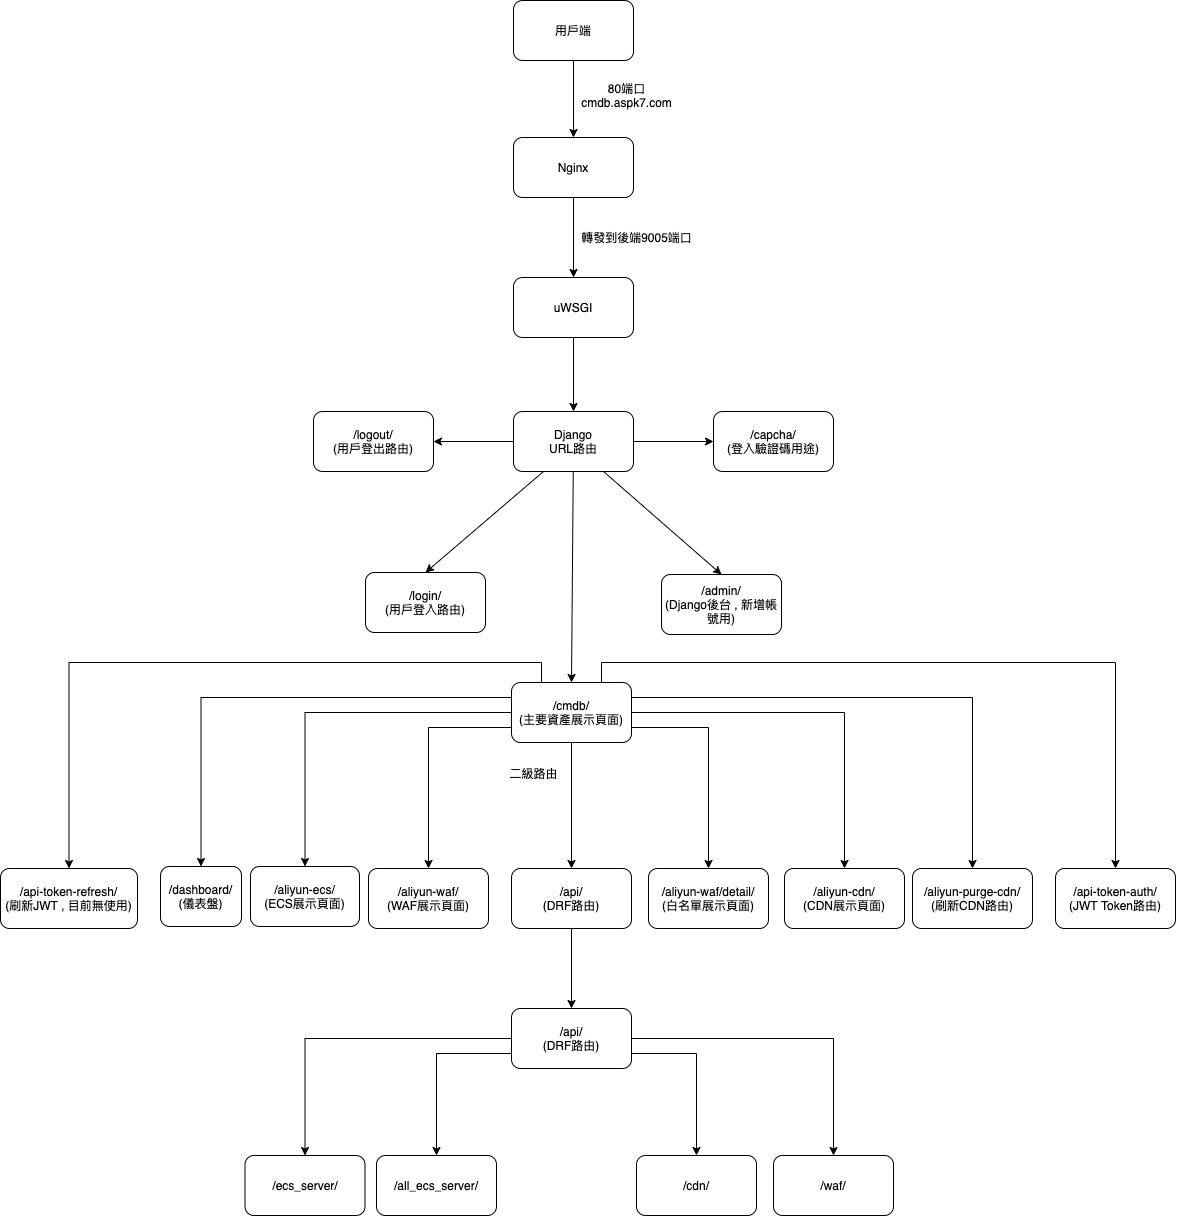 用戶端
80端口
cmdb.aspk7.com
Nginx
轉發到後端9005端口
uWSGI
/logout/
(用戶登出路由)
Django
URL路由
/capcha/
(登入驗證碼用途)
/login/
(用戶登入路由)
/admin/
(Django後台 , 新增帳
號用)
/cmdb/
(主要資產展示頁面)
二級路由
/api-token-refresh/
(刷新JWT , 目前無使用)
/dashboard/
(儀表盤)
/aliyun-ecs/
(ECS展示頁面)
/aliyun-waf/
(WAF展示頁面)
/api/
(DRF路由)
/aliyun-waf/detail/
(白名單展示頁面)
/aliyun-cdn/
(CDN展示頁面)
/aliyun-purge-cdn/
(刷新CDN路由)
/api-token-auth/
(JWT Token路由)
/api/
(DRF路由)
/ecs_server/
/all_ecs_server/
/cdn/
/waf/